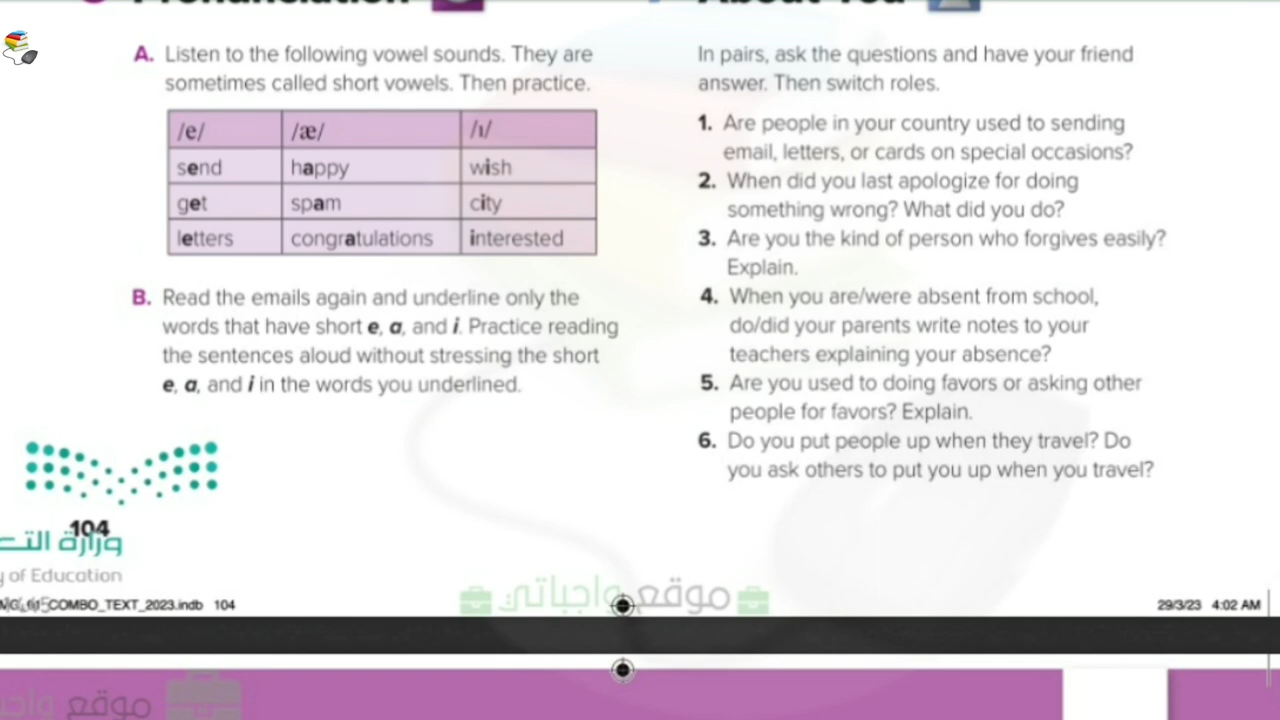 A. Listen to the following vowel sounds. They are
sometimes called short vowels. Then practice.
/e/ /æ/ /ɪ/
send happy wish
get spam city
letters congratulations interested
B. Read the emails again and underline only the
words that have short e, a, and i. Practice reading
the sentences aloud without stressing the short
e, a, and i in the words you underlined.
104
وزارة
of Education
About You
In pairs, ask the questions and have your friend
answer. Then switch roles.
1. Are people in your country used to sending
email, letters, or cards on special occasions?
2. When did you last apologize for doing
something wrong? What did you do?
3. Are you the kind of person who forgives easily?
Explain.
4. When you are/were absent from school,
do/did your parents write notes to your
teachers explaining your absence?
5. Are you used to doing favors or asking other
people for favors? Explain.
6. Do you put people up when they travel? Do
you ask others to put you up when you travel?
موقع واجباتي
COMBO_TEXT_2023.indb 104
29/3/23 4:02 AM
موقع